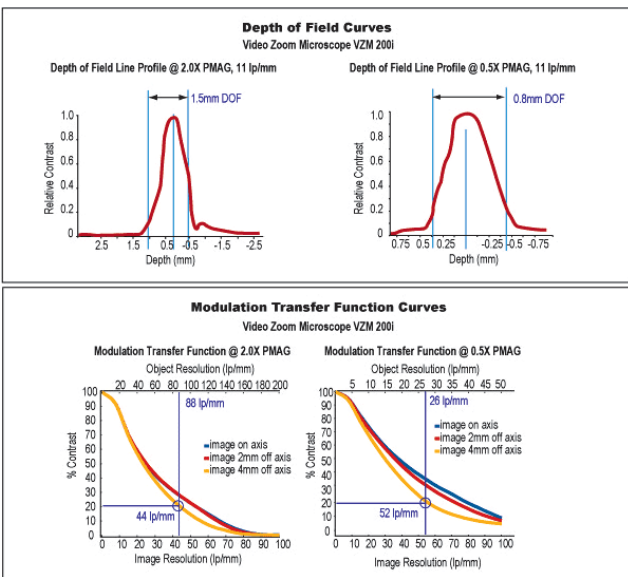 Depth of Field Curves
Video Zoom Microscope VZM 200i
Depth of Field Line Profile @ 2.0X PMAG, 11 lp/mm
Depth of Field Line Profile @ 0.5X PMAG, 11 lp/mm
1.5mm DOF
0.8mm DOF
Relative Contrast
1.0
0.8
0.6
0.4
0.2
0
2.5 1.5 0.5 -0.5 -1.5 -2.5
Depth (mm)
Relative Contrast
1.0
0.8
0.6
0.4
0.2
0
0.75 0.5 0.25 -0.25 -0.5 -0.75
Depth (mm)
Modulation Transfer Function Curves
Video Zoom Microscope VZM 200i
Modulation Transfer Function @ 2.0X PMAG
Object Resolution (lp/mm)
20 40 60 80 100 120 140 160 180 200
88 lp/mm
% Contrast
100
90
80
70
60
50
40
30
20
10
0
image on axis
image 2mm off axis
image 4mm off axis
44 lp/mm
0 10 20 30 40 50 60 70 80 90 100
Image Resolution (lp/mm)
Modulation Transfer Function @ 0.5X PMAG
Object Resolution (lp/mm)
5 10 15 20 25 30 35 40 45 50
26 lp/mm
% Contrast
100
90
80
70
60
50
40
30
20
10
0
image on axis
image 2mm off axis
image 4mm off axis
52 lp/mm
0 10 20 30 40 50 60 70 80 90 100
Image Resolution (lp/mm)